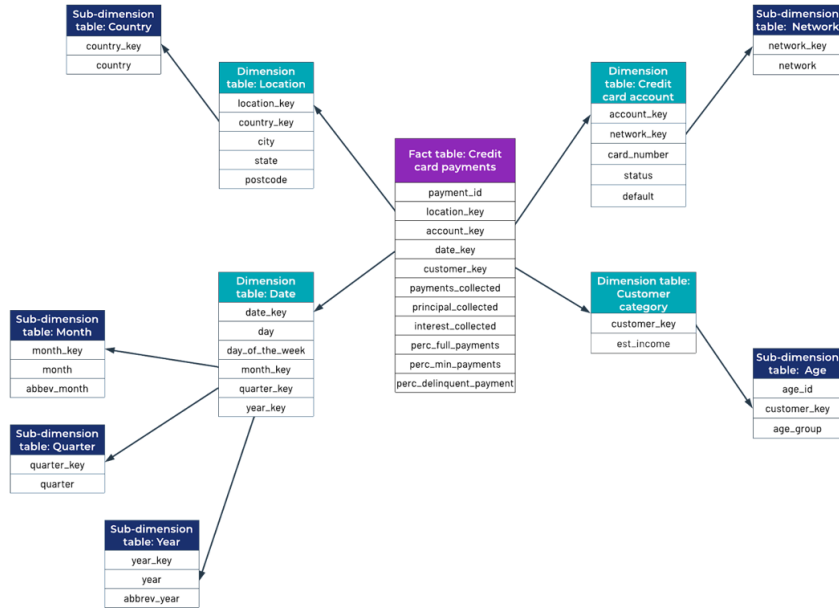 Sub-dimension
table: Country
country_key
country
Dimension
table: Location
location_key
country_key
city
state
postcode
Fact table: Credit
card payments
payment_id
location_key
account_key
date_key
customer_key
payments_collected
principal_collected
interest_collected
perc_full_payments
perc_min_payments
perc_delinquent_payment
Dimension
table: Credit
card account
account_key
network_key
card_number
status
default
Sub-dimension
table: Network
network_key
network
Dimension
table: Date
date_key
day
day_of_the_week
month_key
quarter_key
year_key
Dimension table:
Customer
category
customer_key
est_income
Sub-dimension
table: Month
month_key
month
abbev_month
Sub-dimension
table: Quarter
quarter_key
quarter
Sub-dimension
table: Year
year_key
year
abbrev_year
Sub-dimension
table: Age
age_id
customer_key
age_group